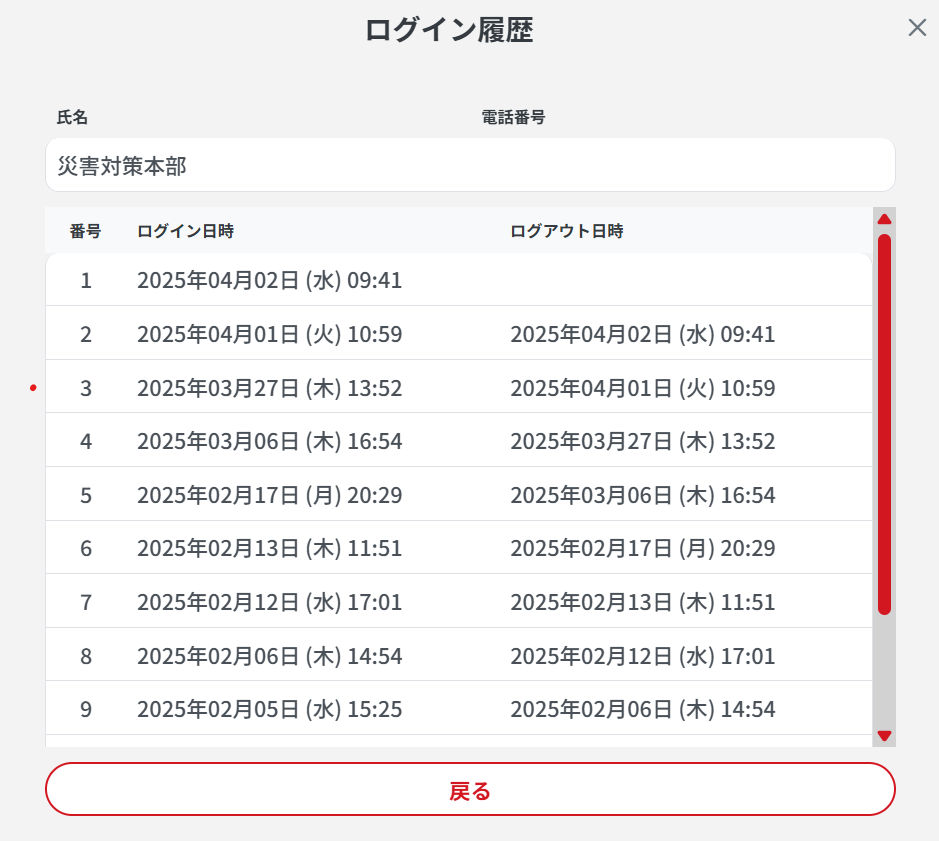 ログイン履歴
氏名 電話番号
災害対策本部
番号 ログイン日時 ログアウト日時
1 2025年04月02日 (水) 09:41
2 2025年04月01日 (火) 10:59 2025年04月02日 (水) 09:41
3 2025年03月27日 (木) 13:52 2025年04月01日 (火) 10:59
4 2025年03月06日 (木) 16:54 2025年03月27日 (木) 13:52
5 2025年02月17日 (月) 20:29 2025年03月06日 (木) 16:54
6 2025年02月13日 (木) 11:51 2025年02月17日 (月) 20:29
7 2025年02月12日 (水) 17:01 2025年02月13日 (木) 11:51
8 2025年02月06日 (木) 14:54 2025年02月12日 (水) 17:01
9 2025年02月05日 (水) 15:25 2025年02月06日 (木) 14:54
戻る